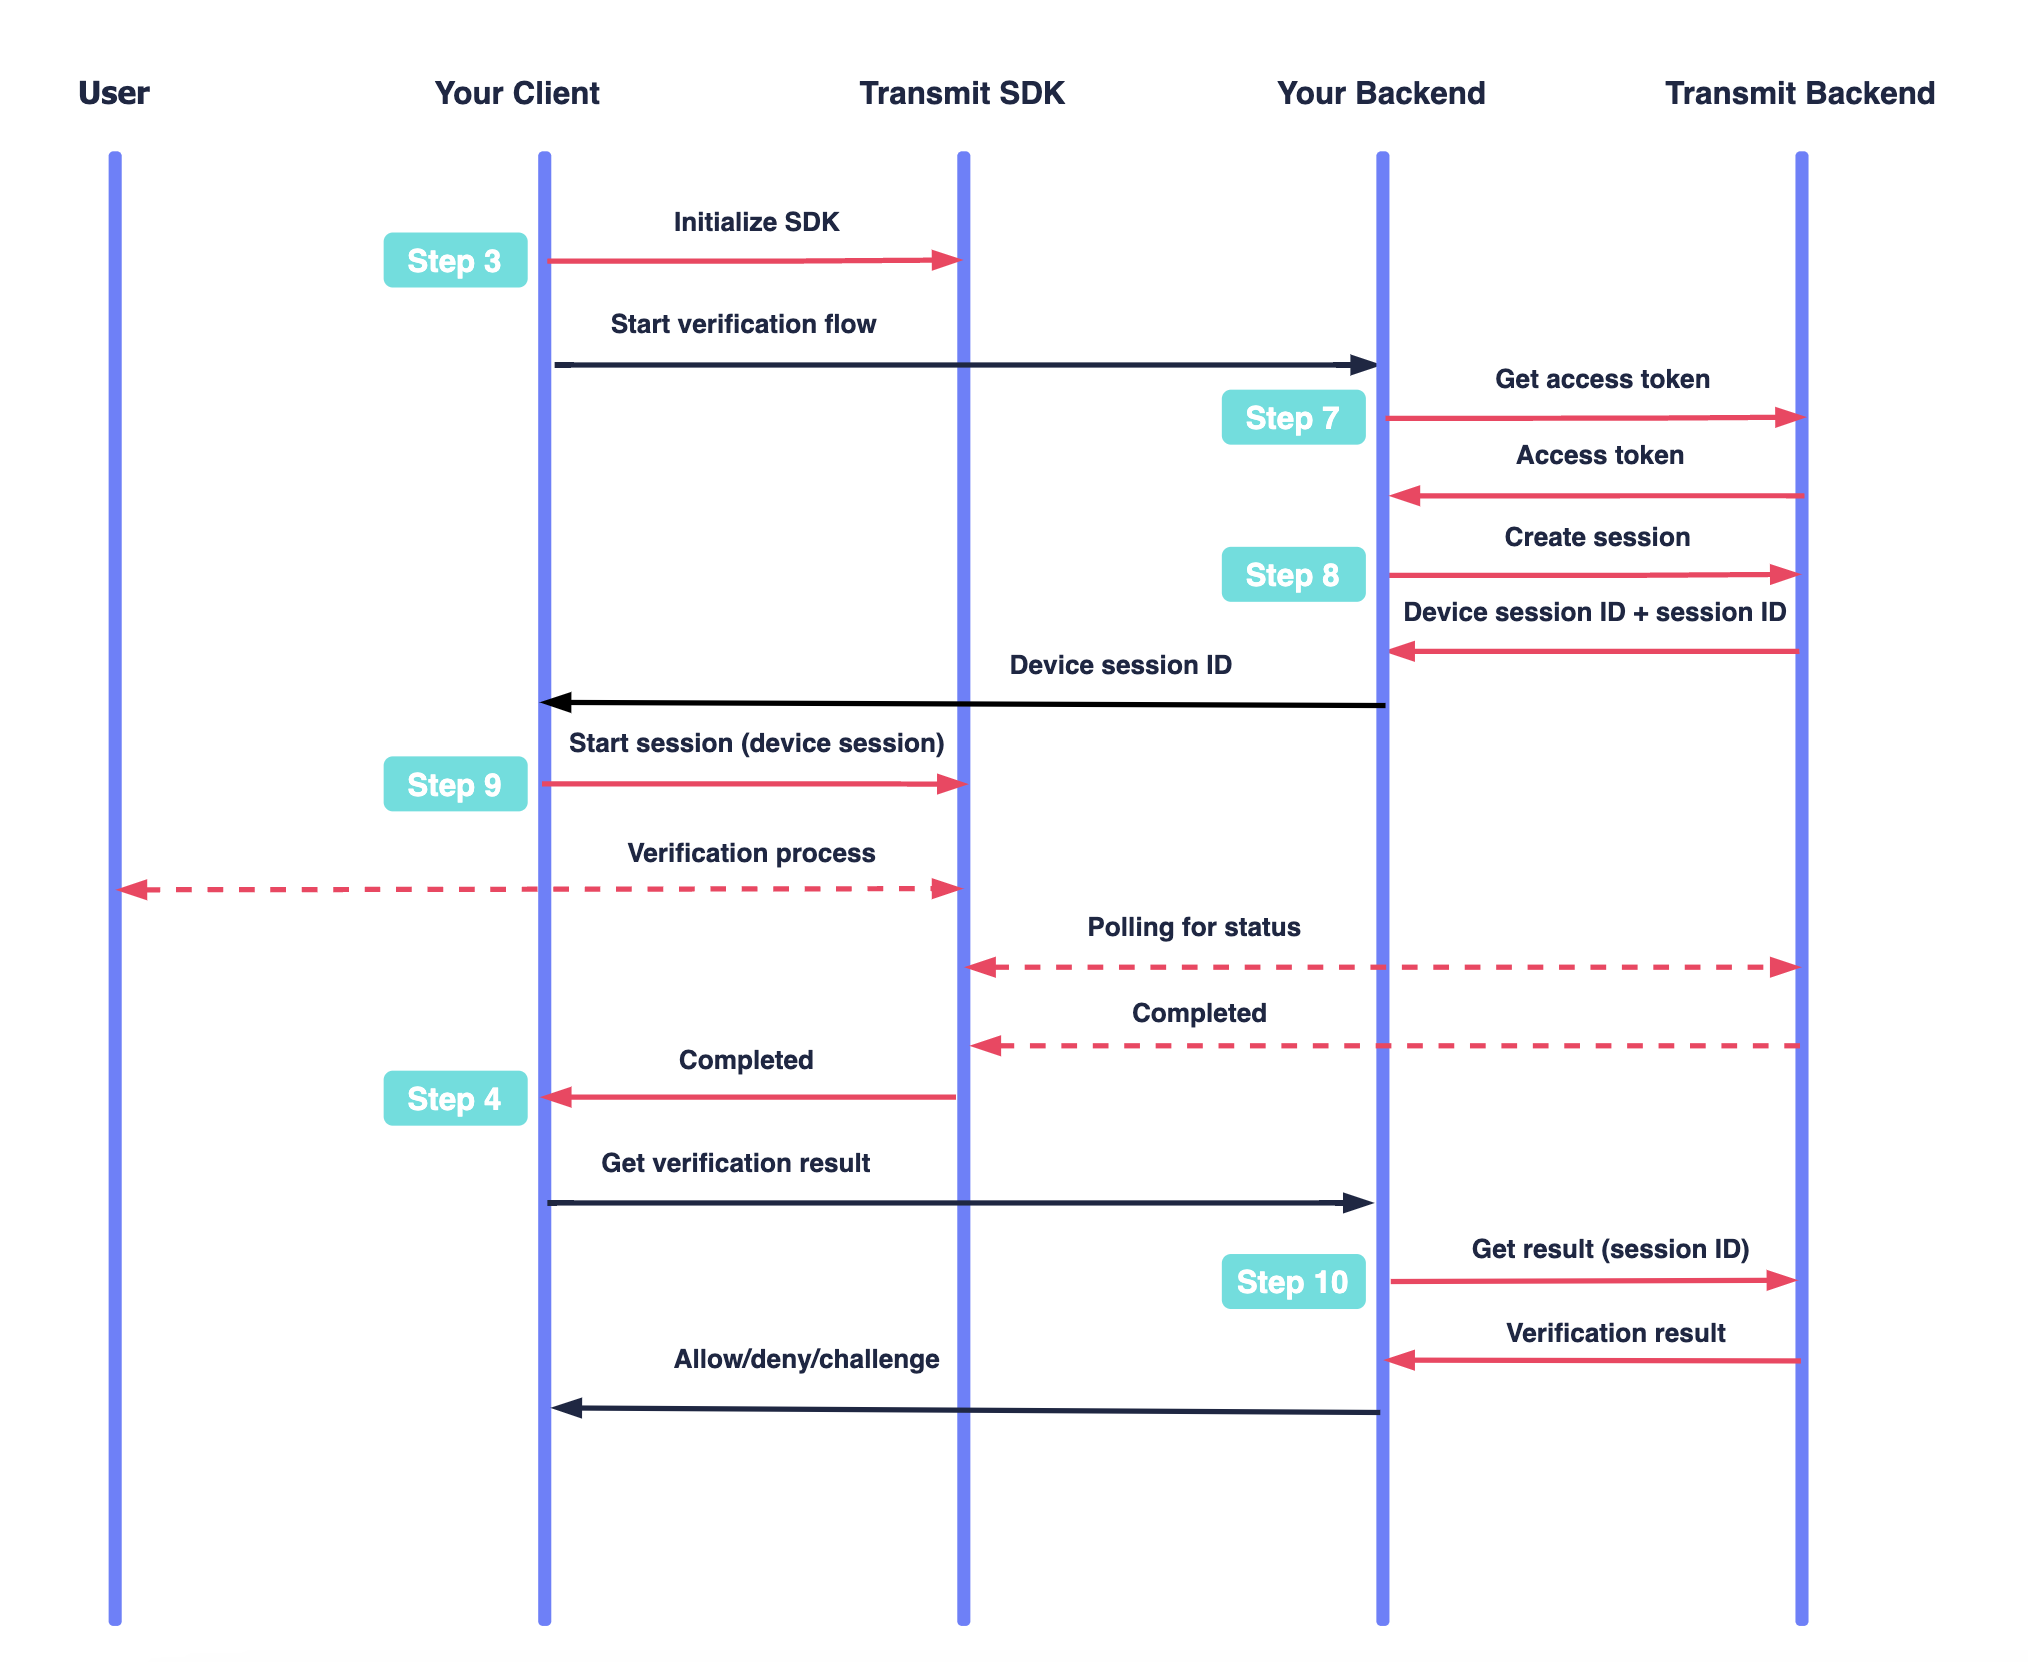 User
Your Client
Transmit SDK
Your Backend
Transmit Backend
Initialize SDK
Step 3
Start verification flow
Get access token
Step 7
Access token
Create session
Step 8
Device session ID + session ID
Device session ID
Start session (device session)
Step 9
Verification process
Polling for status
Completed
Completed
Step 4
Get verification result
Get result (session ID)
Step 10
Verification result
Allow/deny/challenge